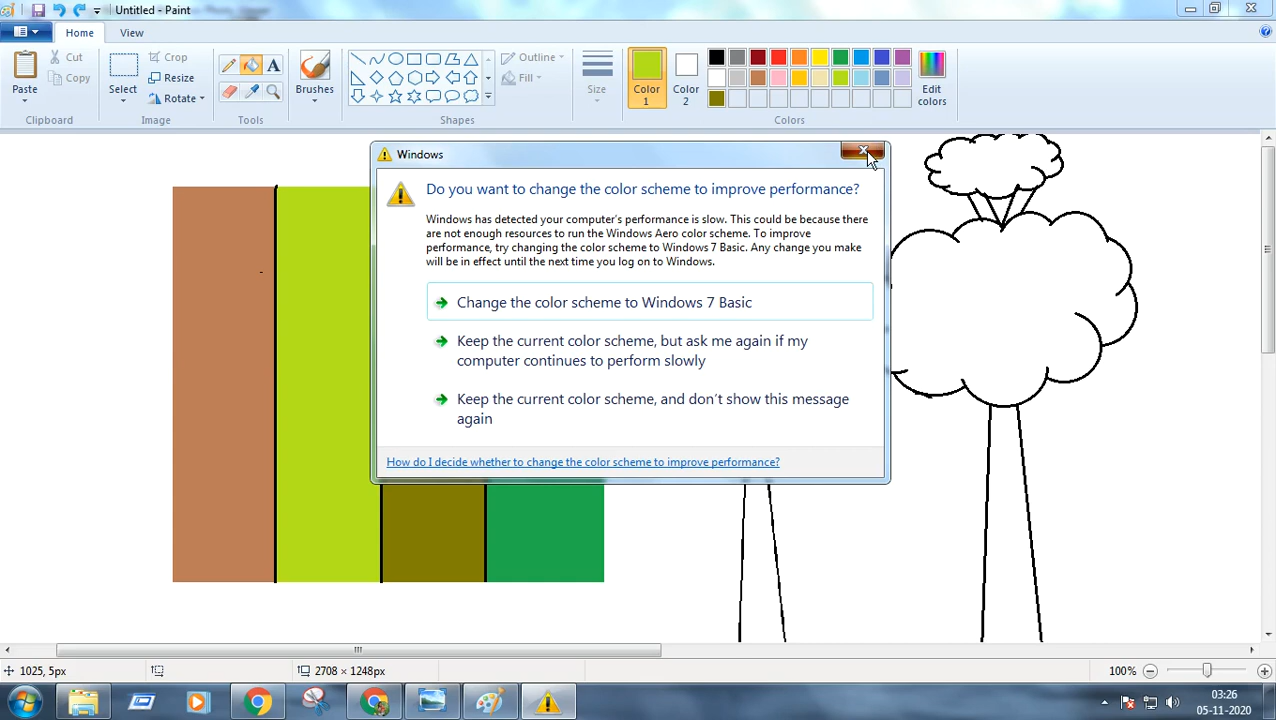 Untitled - Paint
Home
View
Paste
Cut
Copy
Clipboard
Select
Crop
Resize
Rotate
Image
A
Tools
Brushes
Outline
Fill
Shapes
Size
Color
1
Color
2
Edit
colors
Colors
Windows
Do you want to change the color scheme to improve performance?
Windows has detected your computer's performance is slow. This could be because there
are not enough resources to run the Windows Aero color scheme. To improve
performance, try changing the color scheme to Windows 7 Basic. Any change you make
will be in effect until the next time you log on to Windows.
Change the color scheme to Windows 7 Basic
Keep the current color scheme, but ask me again if my
computer continues to perform slowly
Keep the current color scheme, and don't show this message
again
How do I decide whether to change the color scheme to improve performance?
1025, 5px
2708 × 1248px
100%
03:26
05-11-2020